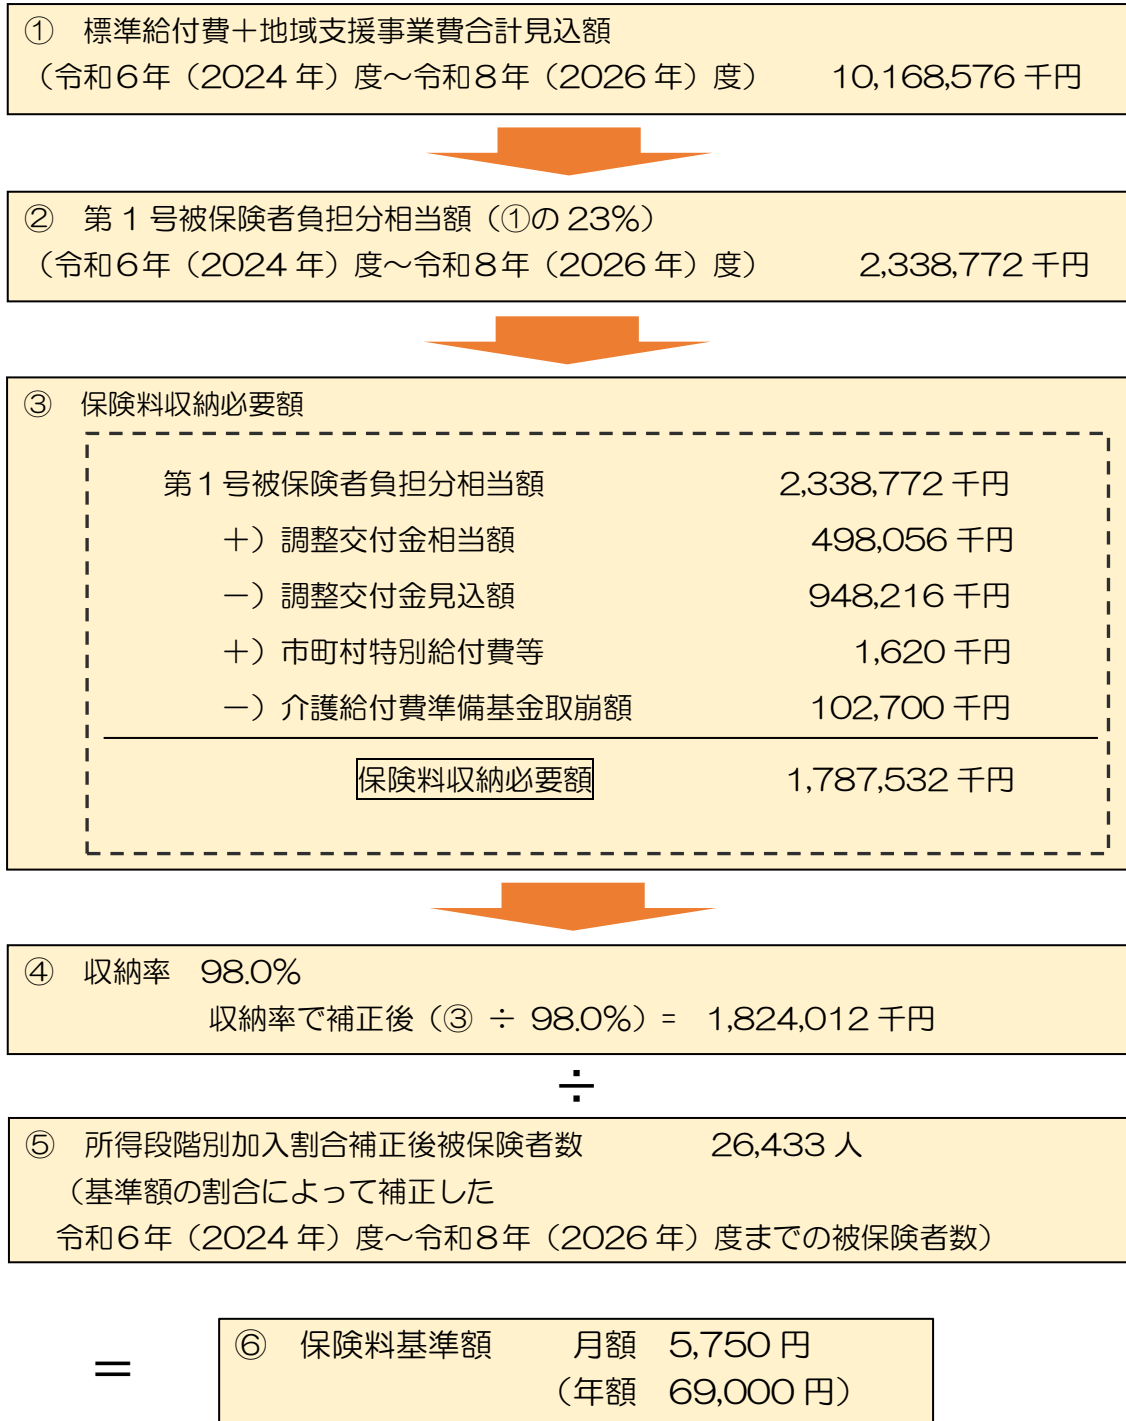 ① 標準給付費＋地域支援事業費合計見込額
（令和６年（2024 年）度～令和８年（2026 年）度） 10,168,576 千円
② 第 1 号被保険者負担分相当額（①の 23%）
（令和６年（2024 年）度～令和８年（2026 年）度） 2,338,772 千円
③ 保険料収納必要額
第１号被保険者負担分相当額 2,338,772 千円
＋）調整交付金相当額 498,056 千円
－）調整交付金見込額 948,216 千円
＋）市町村特別給付費等 1,620 千円
－）介護給付費準備基金取崩額 102,700 千円
保険料収納必要額 1,787,532 千円
④ 収納率 98.0%
収納率で補正後（③ ÷ 98.0%）= 1,824,012 千円
÷
⑤ 所得段階別加入割合補正後被保険者数 26,433 人
（基準額の割合によって補正した
令和６年（2024 年）度～令和８年（2026 年）度までの被保険者数）
＝
⑥ 保険料基準額 月額 5,750 円
（年額 69,000 円）